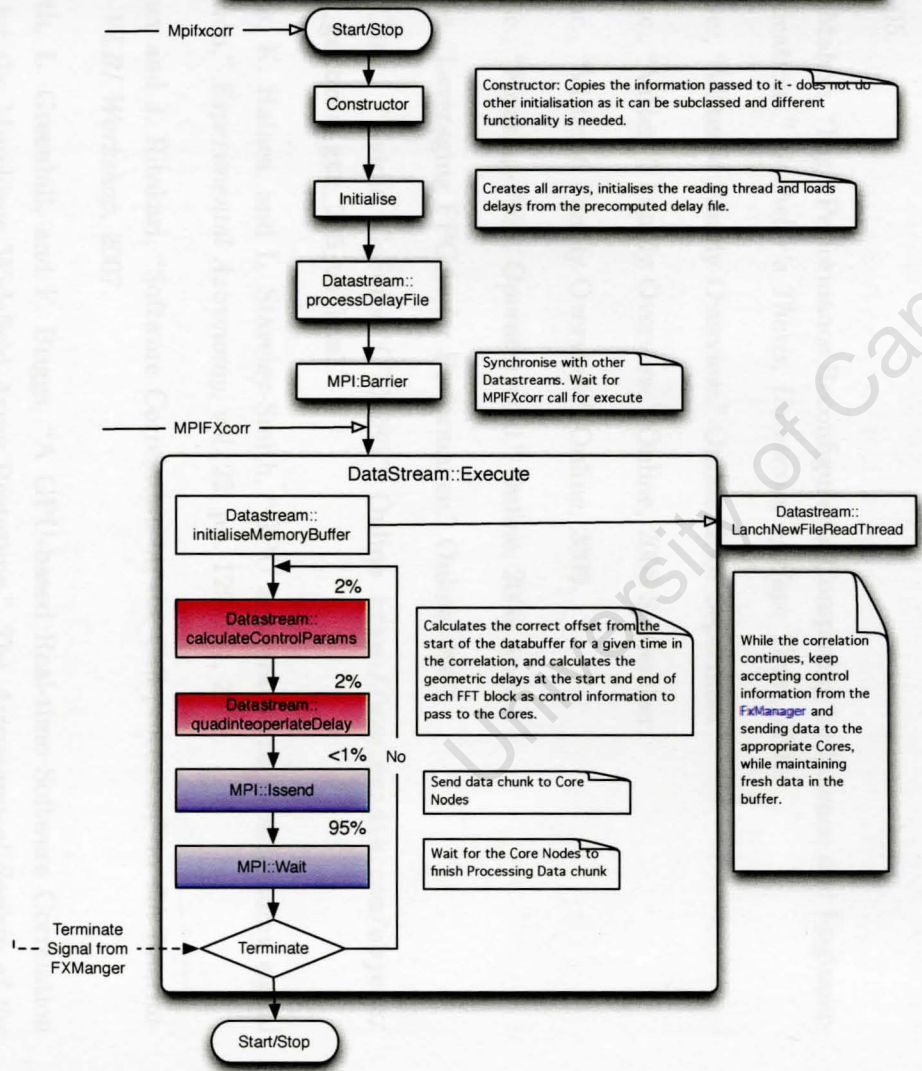 Mpifxcorr
Start/Stop
Constructor
Constructor: Copies the information passed to it - does not do
other initialisation as it can be subclassed and different
functionality is needed.
Initialise
Creates all arrays, initialises the reading thread and loads
delays from the precomputed delay file.
Datastream::
processDelayFile
MPI:Barrier
Synchronise with other
Datastreams. Wait for
MPIFXcorr call for execute
MPIFXcorr
DataStream::Execute
Datastream::
initialiseMemoryBuffer
Datastream::
LanchNewFileReadThread
2%
Datastream::
calculateControlParams
Calculates the correct offset from the
start of the databuffer for a given time in
the correlation, and calculates the
geometric delays at the start and end of
each FFT block as control information to
pass to the Cores.
While the correlation
continues, keep
accepting control
information from the
FxManager and
sending data to the
appropriate Cores,
while maintaining
fresh data in the
buffer.
2%
Datastream::
quadinteoperlateDelay
<1%
No
MPI::Issend
Send data chunk to Core
Nodes
95%
MPI::Wait
Wait for the Core Nodes to
finish Processing Data chunk
Terminate
Signal from
FXManger
Terminate
Start/Stop
University of Ca